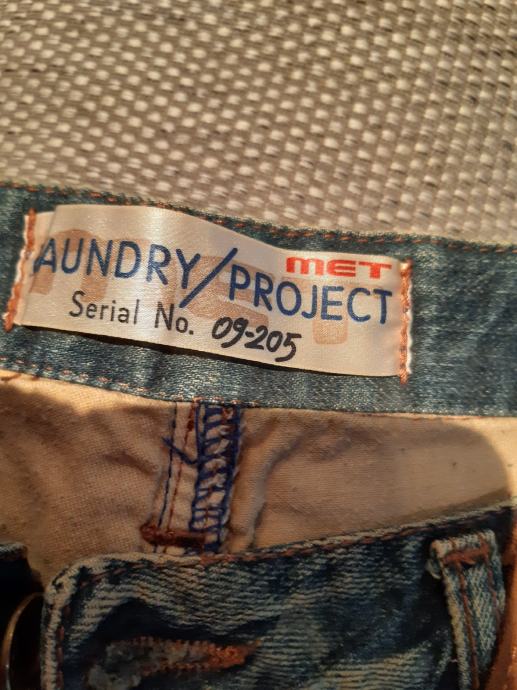 MET
AUNDRY/PROJECT
Serial No. 09-205